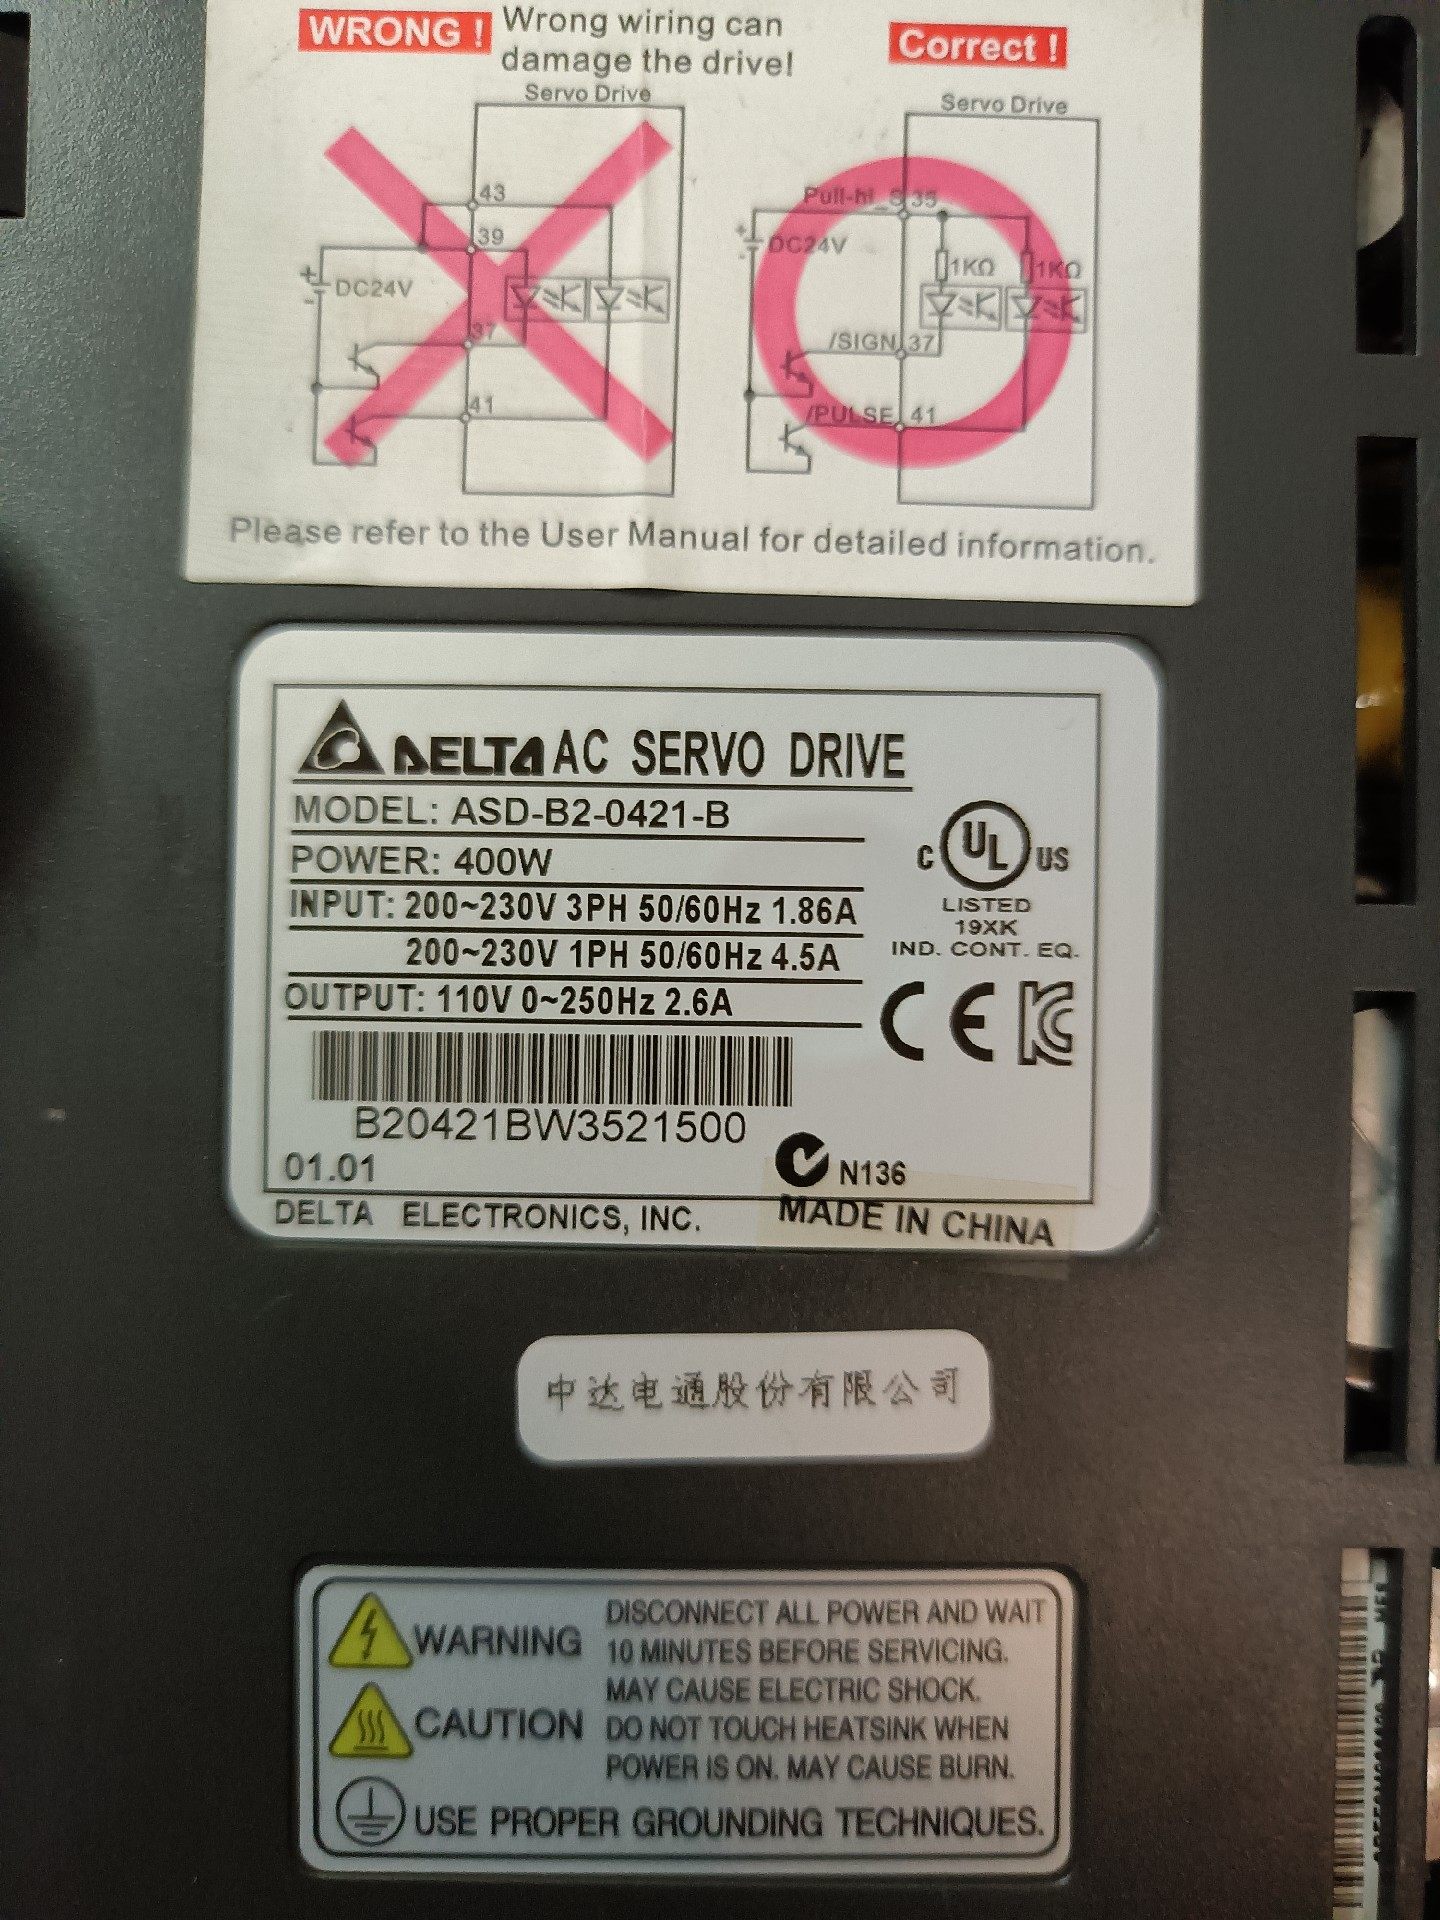 WRONG !
Wrong wiring can
damage the drive!
Correct !
Servo Drive
43
39
DC24V
37
41
Servo Drive
Pull-hi_S 35
DC24V
1KΩ
1KΩ
/SIGN 37
/PULSE 41
Please refer to the User Manual for detailed information.
DELTA AC SERVO DRIVE
MODEL: ASD-B2-0421-B
POWER: 400W
INPUT: 200~230V 3PH 50/60Hz 1.86A
200~230V 1PH 50/60Hz 4.5A
OUTPUT: 110V 0~250Hz 2.6A
C UL US
LISTED
19XK
IND. CONT. EQ.
CE KC
B20421BW3521500
01.01
N136
DELTA ELECTRONICS, INC.
MADE IN CHINA
中达电通股份有限公司
WARNING
DISCONNECT ALL POWER AND WAIT
10 MINUTES BEFORE SERVICING.
MAY CAUSE ELECTRIC SHOCK.
CAUTION
DO NOT TOUCH HEATSINK WHEN
POWER IS ON. MAY CAUSE BURN.
USE PROPER GROUNDING TECHNIQUES.